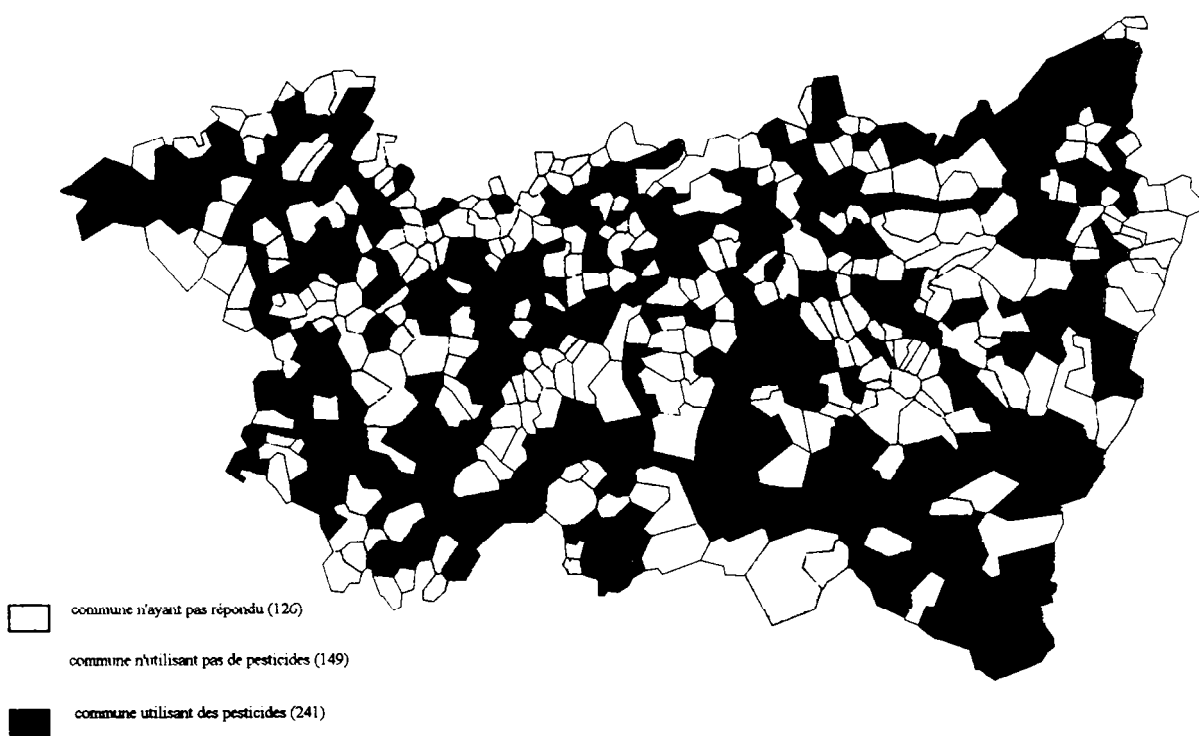 commune n'ayant pas répondu (126)
commune n'utilisant pas de pesticides (149)
commune utilisant des pesticides (241)